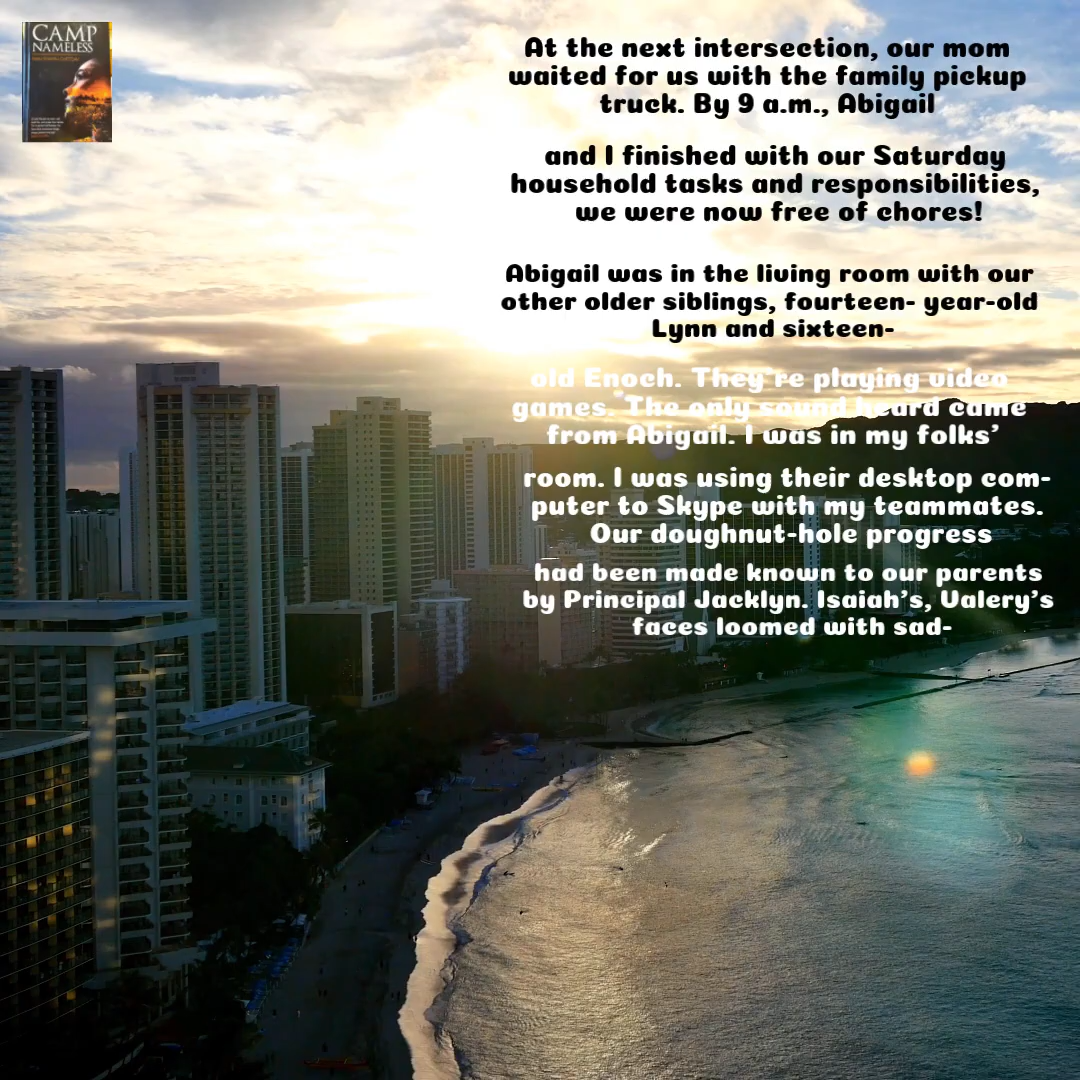 CAMP
NAMELESS
At the next intersection, our mom
waited for us with the family pickup
truck. By 9 a.m., Abigail
and I finished with our Saturday
household tasks and responsibilities,
we were now free of chores!
Abigail was in the living room with our
other older siblings, fourteen- year-old
Lynn and sixteen-
old Enoch. They're playing video
games. The only sound heard came
from Abigail. I was in my folks'
room. I was using their desktop com-
puter to Skype with my teammates.
Our doughnut-hole progress
had been made known to our parents
by Principal Jacklyn. Isaiah's, Valery's
faces loomed with sad-